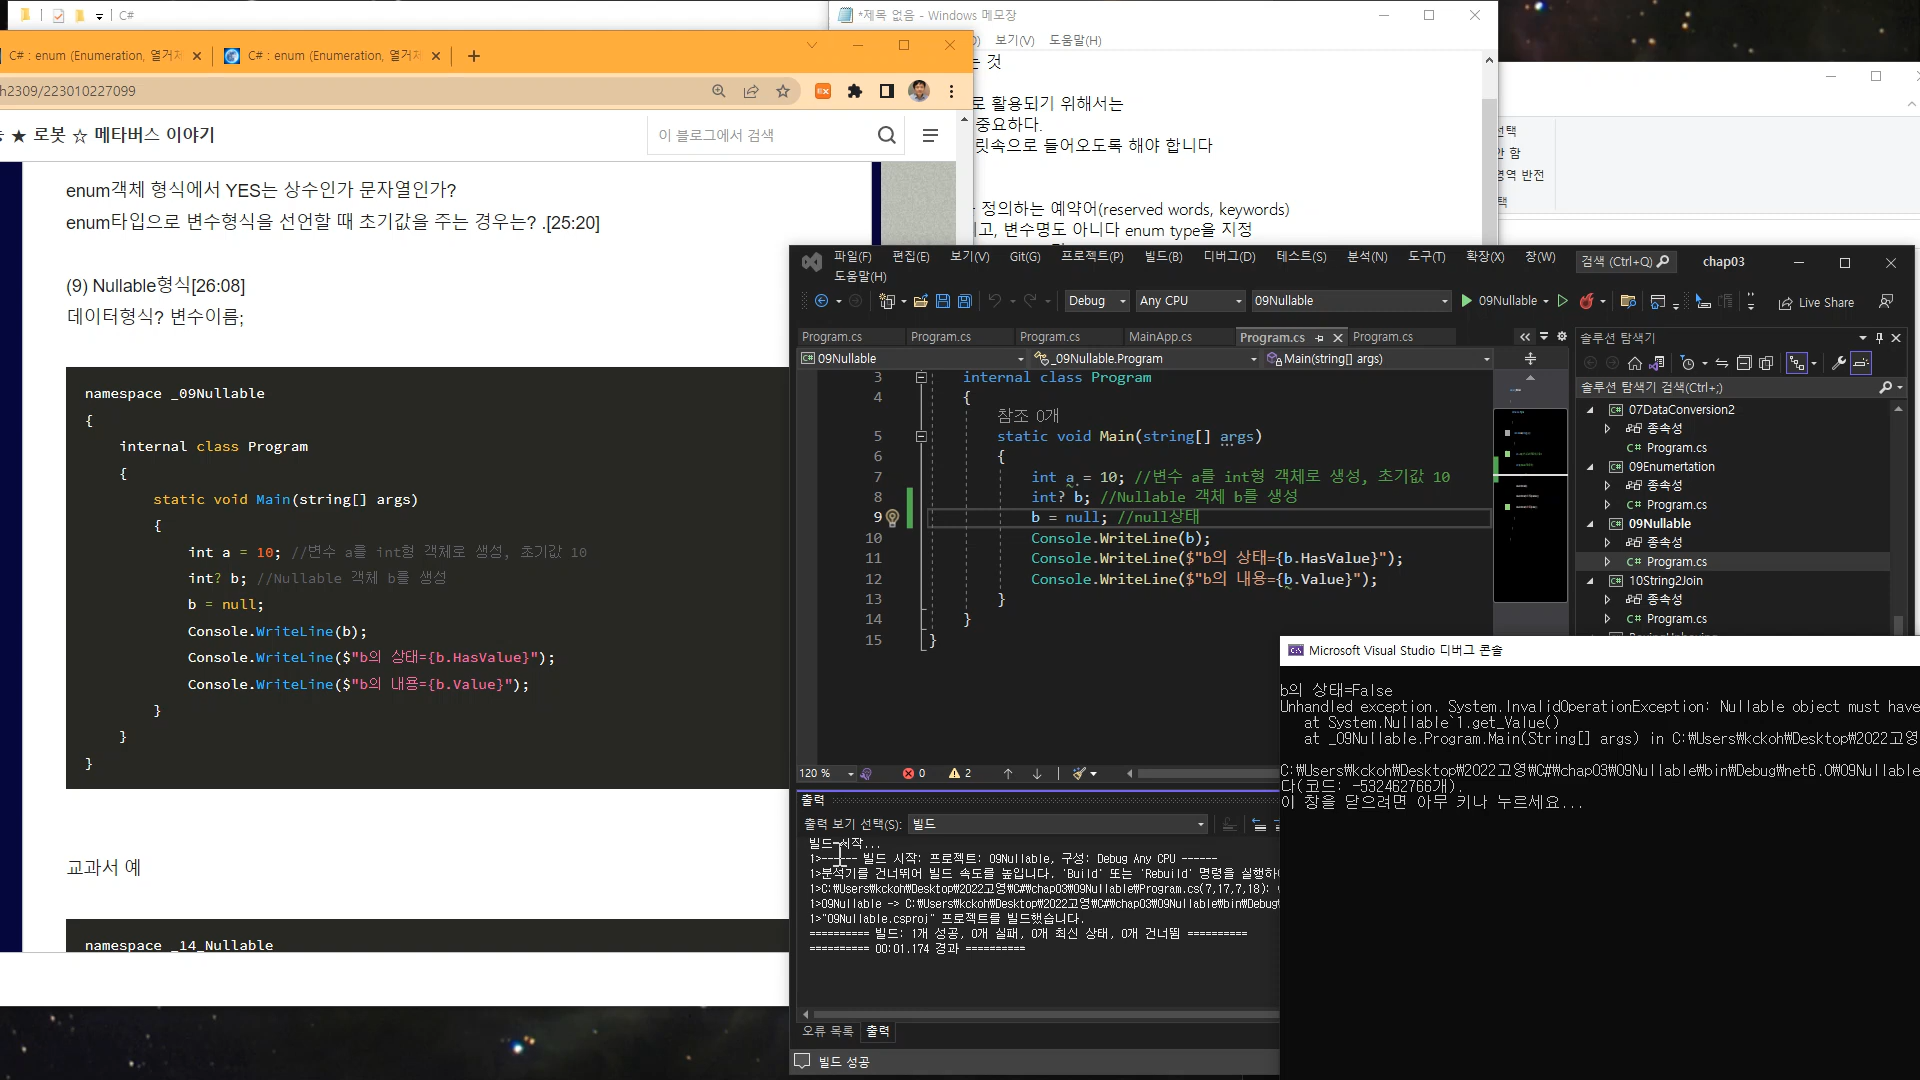 C#
*제목 없음 - Windows 메모장
보기(V) 도움말(H)
C# : enum (Enumeration, 열거
C# : enum (Enumeration, 열거
h2309/223010227099
★ 로봇 ☆ 메타버스 이야기
이 블로그에서 검색
enum객체 형식에서 YES는 상수인가 문자열인가?
enum타입으로 변수형식을 선언할 때 초기값을 주는 경우는? .[25:20]
(9) Nullable형식[26:08]
데이터형식? 변수이름;
namespace _09Nullable
{
internal class Program
{
static void Main(string[] args)
{
int a = 10; //변수 a를 int형 객체로 생성, 초기값 10
int? b; //Nullable 객체 b를 생성
b = null;
Console.WriteLine(b);
Console.WriteLine($"b의 상태={b.HasValue}");
Console.WriteLine($"b의 내용={b.Value}");
}
}
}
교과서 예
namespace _14_Nullable
것
로 활용되기 위해서는
중요하다.
릿속으로 들어오도록 해야 합니다
정의하는 예약어(reserved words, keywords)
고, 변수명도 아니다 enum type을 지정
선택
안 함
영역 반전
택
파일(F) 편집(E) 보기(V) Git(G) 프로젝트(P) 빌드(B) 디버그(D) 테스트(S) 분석(N) 도구(T) 확장(X) 창(W)
도움말(H)
검색 (Ctrl+Q)
chap03
Debug Any CPU 09Nullable 09Nullable Live Share
Program.cs Program.cs Program.cs MainApp.cs Program.cs Program.cs
09Nullable _09Nullable.Program Main(string[] args)
3 internal class Program
4 {
참조 0개
5 static void Main(string[] args)
6 {
7 int a = 10; //변수 a를 int형 객체로 생성, 초기값 10
8 int? b; //Nullable 객체 b를 생성
9 b = null; //null상태
10 Console.WriteLine(b);
11 Console.WriteLine($"b의 상태={b.HasValue}");
12 Console.WriteLine($"b의 내용={b.Value}");
13 }
14 }
15 }
120 % 0 2
솔루션 탐색기
솔루션 탐색기 검색(Ctrl+;)
C# 07DataConversion2
종속성
C# Program.cs
C# 09Enumertation
종속성
C# Program.cs
C# 09Nullable
종속성
C# Program.cs
C# 10String2Join
종속성
C# Program.cs
출력
출력 보기 선택(S): 빌드
빌드 시작...
1>------ 빌드 시작: 프로젝트: 09Nullable, 구성: Debug Any CPU ------
1>분석기를 건너뛰어 빌드 속도를 높입니다. 'Build' 또는 'Rebuild' 명령을 실행하
1>C:₩Users₩kckoh₩Desktop₩2022고영₩C#₩chap03₩09Nullable₩Program.cs(7,17,7,18):
1>09Nullable -> C:₩Users₩kckoh₩Desktop₩2022고영₩C#₩chap03₩09Nullable₩bin₩Debug₩
1>"09Nullable.csproj" 프로젝트를 빌드했습니다.
========== 빌드: 1개 성공, 0개 실패, 0개 최신 상태, 0개 건너뜀 ==========
========== 00:01.174 경과 ==========
오류 목록 출력
빌드 성공
Microsoft Visual Studio 디버그 콘솔
b의 상태=False
Unhandled exception. System.InvalidOperationException: Nullable object must have
at System.Nullable`1.get_Value()
at _09Nullable.Program.Main(String[] args) in C:₩Users₩kckoh₩Desktop₩2022고영
C:₩Users₩kckoh₩Desktop₩2022고영₩C#₩chap03₩09Nullable₩bin₩Debug₩net6.0₩09Nullable
다(코드: -532462766개).
이 창을 닫으려면 아무 키나 누르세요...